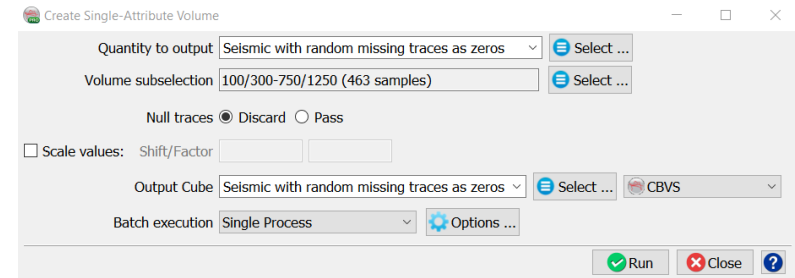 Create Single-Attribute Volume
Quantity to output Seismic with random missing traces as zeros Select ...
Volume subselection 100/300-750/1250 (463 samples) Select ...
Null traces Discard Pass
Scale values: Shift/Factor
Output Cube Seismic with random missing traces as zeros Select ... CBVS
Batch execution Single Process Options ...
Run Close ?